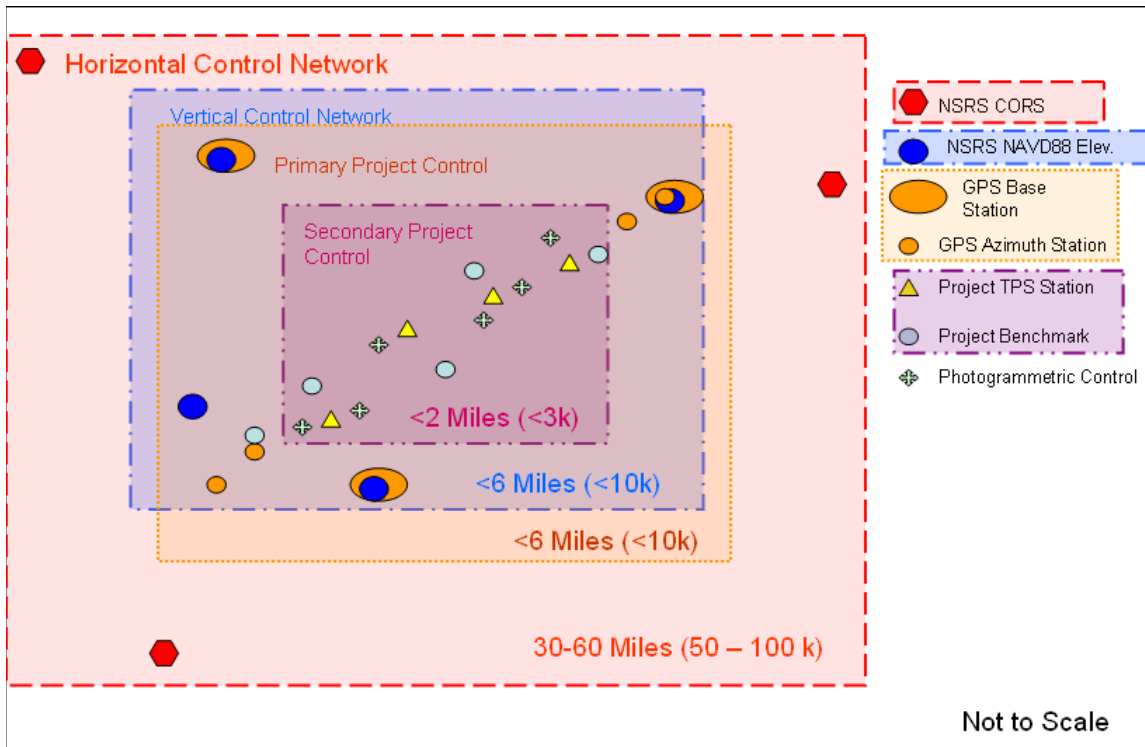 Horizontal Control Network
Vertical Control Network
Primary Project Control
Secondary Project
Control
<2 Miles (<3k)
<6 Miles (<10k)
<6 Miles (<10k)
30-60 Miles (50 – 100 k)
NSRS CORS
NSRS NAVD88 Elev.
GPS Base
Station
GPS Azimuth Station
Project TPS Station
Project Benchmark
Photogrammetric Control
Not to Scale